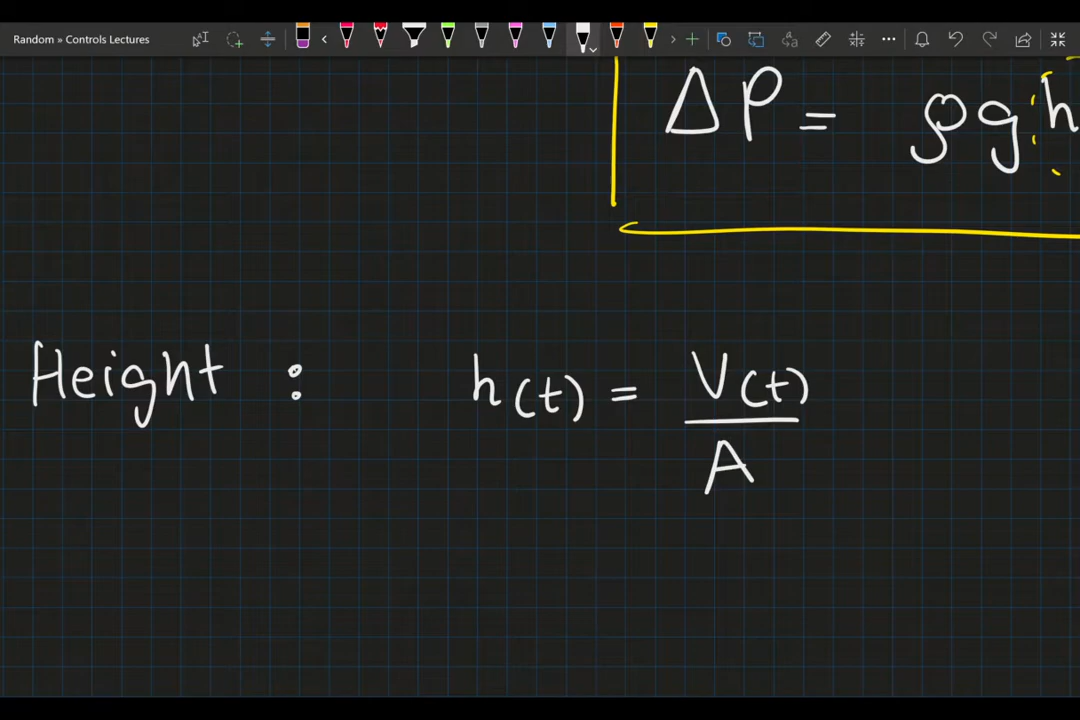 Random » Controls Lectures
ΔP = ρgh
Height : h(t) = V(t)
A